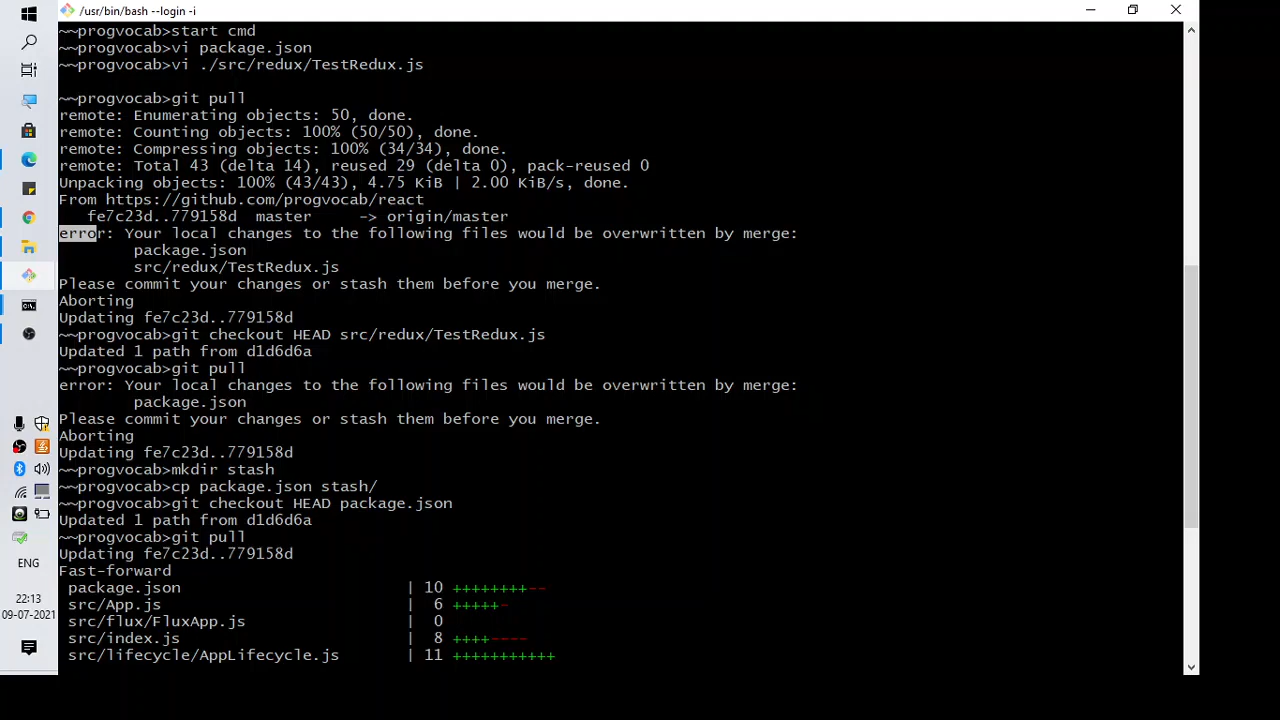 /usr/bin/bash --login -i
~~progvocab>start cmd
~~progvocab>vi package.json
~~progvocab>vi ./src/redux/TestRedux.js
~~progvocab>git pull
remote: Enumerating objects: 50, done.
remote: Counting objects: 100% (50/50), done.
remote: Compressing objects: 100% (34/34), done.
remote: Total 43 (delta 14), reused 29 (delta 0), pack-reused 0
Unpacking objects: 100% (43/43), 4.75 KiB | 2.00 KiB/s, done.
From https://github.com/progvocab/react
   fe7c23d..779158d  master     -> origin/master
error: Your local changes to the following files would be overwritten by merge:
        package.json
        src/redux/TestRedux.js
Please commit your changes or stash them before you merge.
Aborting
Updating fe7c23d..779158d
~~progvocab>git checkout HEAD src/redux/TestRedux.js
Updated 1 path from d1d6d6a
~~progvocab>git pull
error: Your local changes to the following files would be overwritten by merge:
        package.json
Please commit your changes or stash them before you merge.
Aborting
Updating fe7c23d..779158d
~~progvocab>mkdir stash
~~progvocab>cp package.json stash/
~~progvocab>git checkout HEAD package.json
Updated 1 path from d1d6d6a
~~progvocab>git pull
Updating fe7c23d..779158d
Fast-forward
 package.json                        | 10 ++++++++--
 src/App.js                          |  6 +++++-
 src/flux/FluxApp.js                 |  0
 src/index.js                        |  8 ++++----
 src/lifecycle/AppLifecycle.js       | 11 +++++++++++
ENG
22:13
09-07-2021